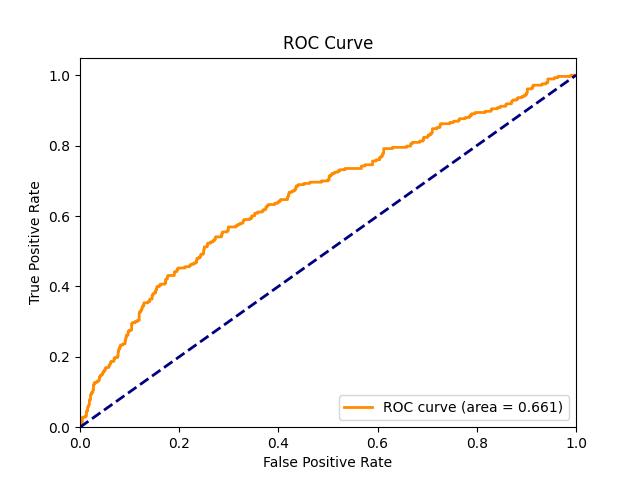 ROC Curve
True Positive Rate
1.0
0.8
0.6
0.4
0.2
0.0
0.0 0.2 0.4 0.6 0.8 1.0
False Positive Rate
ROC curve (area = 0.661)